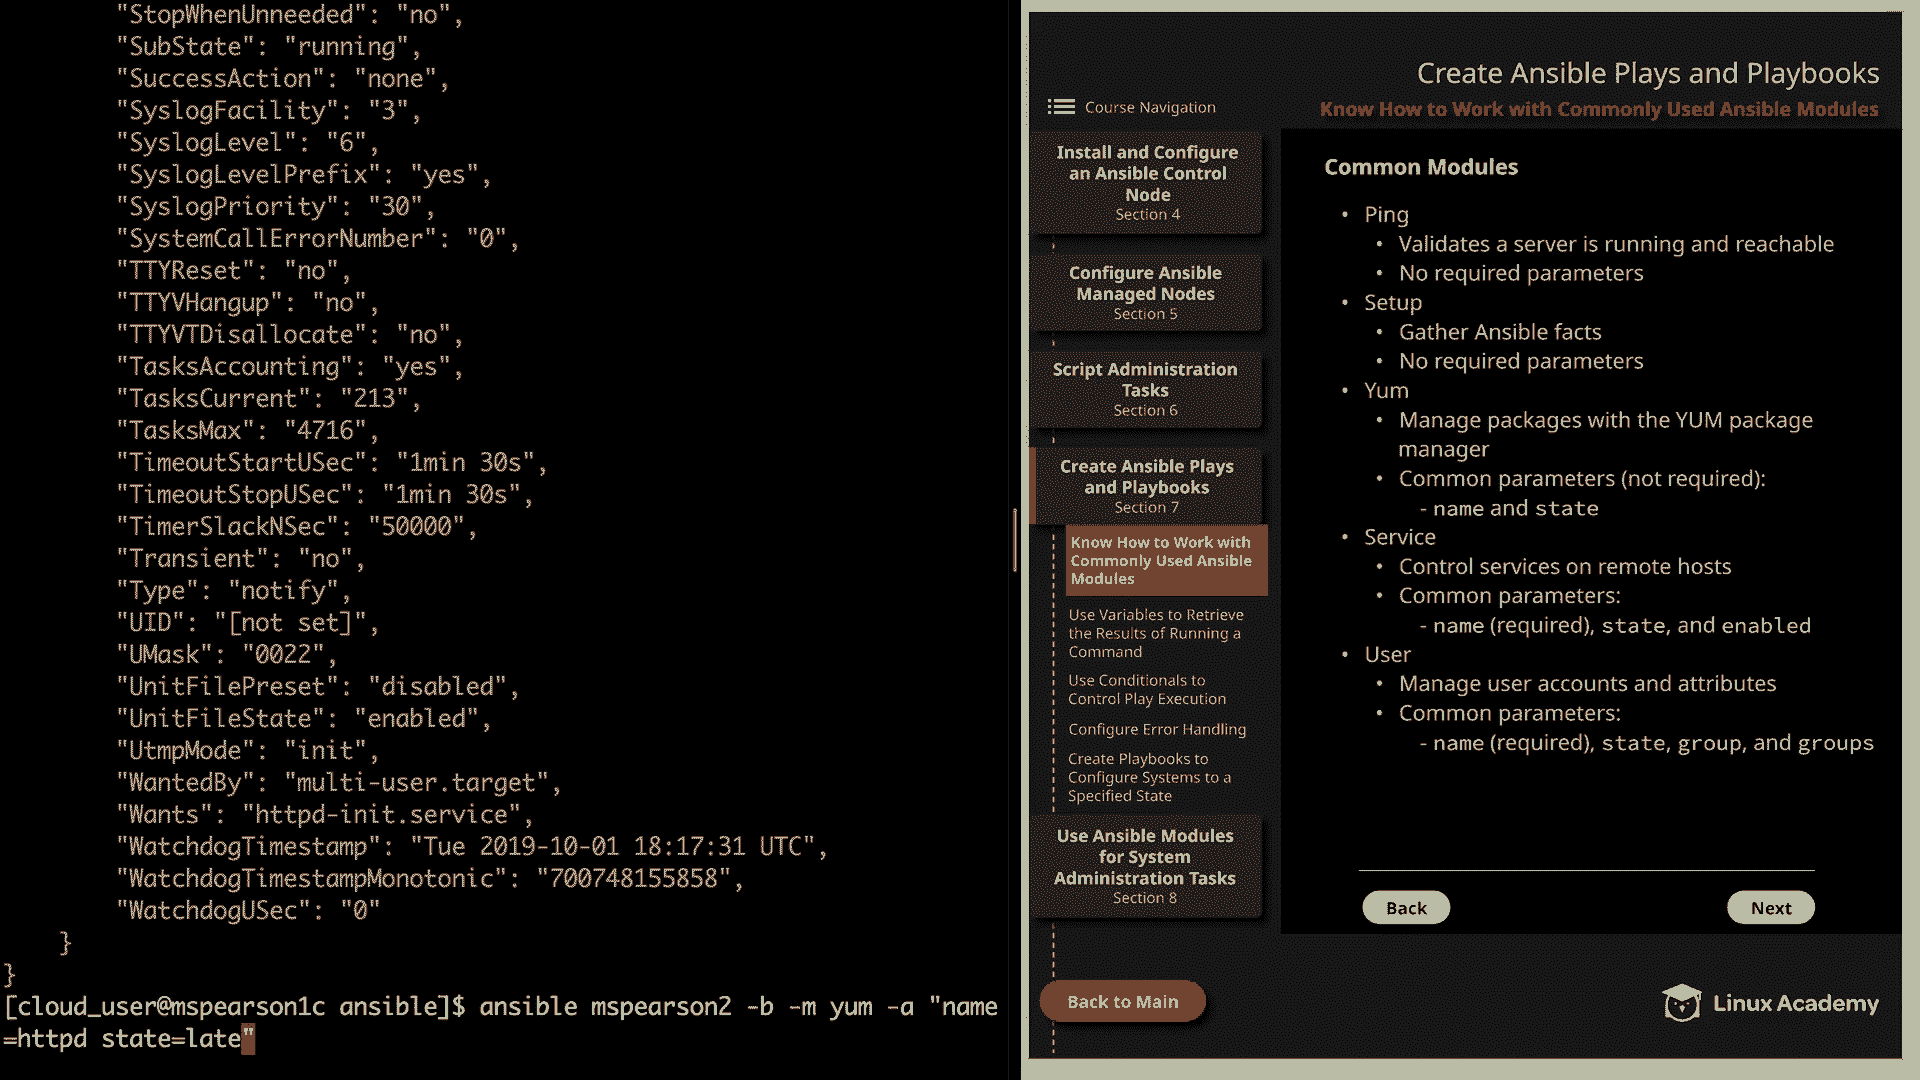 "StopWhenUnneeded": "no",
"SubState": "running",
"SuccessAction": "none",
"SyslogFacility": "3",
"SyslogLevel": "6",
"SyslogLevelPrefix": "yes",
"SyslogPriority": "30",
"SystemCallErrorNumber": "0",
"TTYReset": "no",
"TTYVHangup": "no",
"TTYVTDisallocate": "no",
"TasksAccounting": "yes",
"TasksCurrent": "213",
"TasksMax": "4716",
"TimeoutStartUSec": "1min 30s",
"TimeoutStopUSec": "1min 30s",
"TimerSlackNSec": "50000",
"Transient": "no",
"Type": "notify",
"UID": "[not set]",
"UMask": "0022",
"UnitFilePreset": "disabled",
"UnitFileState": "enabled",
"UtmpMode": "init",
"WantedBy": "multi-user.target",
"Wants": "httpd-init.service",
"WatchdogTimestamp": "Tue 2019-10-01 18:17:31 UTC",
"WatchdogTimestampMonotonic": "700748155858",
"WatchdogUSec": "0"
}
}
[cloud_user@mspearson1c ansible]$ ansible mspearson2 -b -m yum -a "name
=httpd state=late"
Create Ansible Plays and Playbooks
Know How to Work with Commonly Used Ansible Modules
Course Navigation
Install and Configure
an Ansible Control
Node
Section 4
Configure Ansible
Managed Nodes
Section 5
Script Administration
Tasks
Section 6
Create Ansible Plays
and Playbooks
Section 7
Know How to Work with
Commonly Used Ansible
Modules
Use Variables to Retrieve
the Results of Running a
Command
Use Conditionals to
Control Play Execution
Configure Error Handling
Create Playbooks to
Configure Systems to a
Specified State
Use Ansible Modules
for System
Administration Tasks
Section 8
Back to Main
Common Modules
• Ping
• Validates a server is running and reachable
• No required parameters
• Setup
• Gather Ansible facts
• No required parameters
• Yum
• Manage packages with the YUM package
manager
• Common parameters (not required):
- name and state
• Service
• Control services on remote hosts
• Common parameters:
- name (required), state, and enabled
• User
• Manage user accounts and attributes
• Common parameters:
- name (required), state, group, and groups
Back
Next
Linux Academy